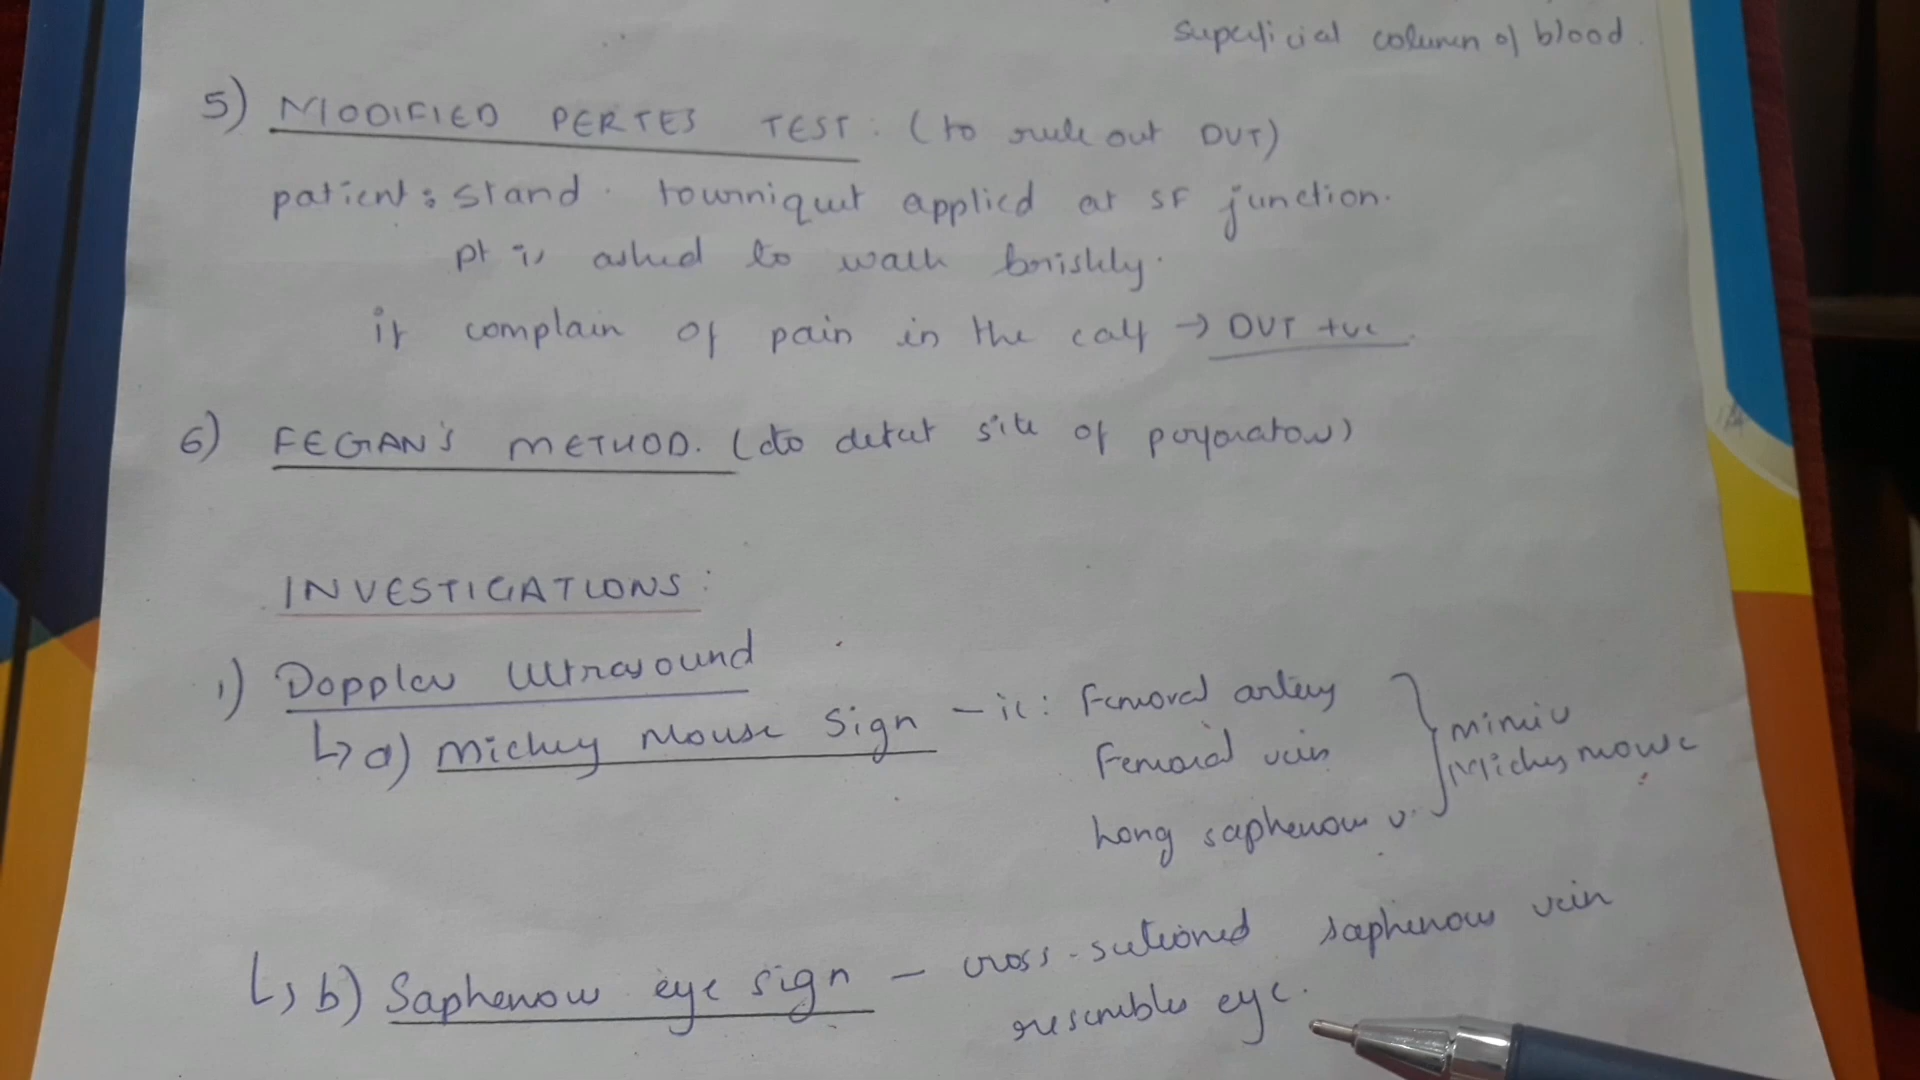 superficial column of blood.
5) MODIFIED PERTES TEST: (to rule out DVT)
patient: stand. tourniquet applied at SF junction.
pt is asked to walk briskly.
if complain of pain in the calf → DVT +ve.
6) FEGAN'S METHOD. (to detect site of perforators)
INVESTIGATIONS:
1) Doppler Ultrasound
↳ a) Mickey Mouse Sign – ie: Femoral artery
Femoral vein
Long saphenous v.
} mimic
Mickey mouse
↳ b) Saphenous eye sign – cross-sectioned saphenous vein
resembles eye.